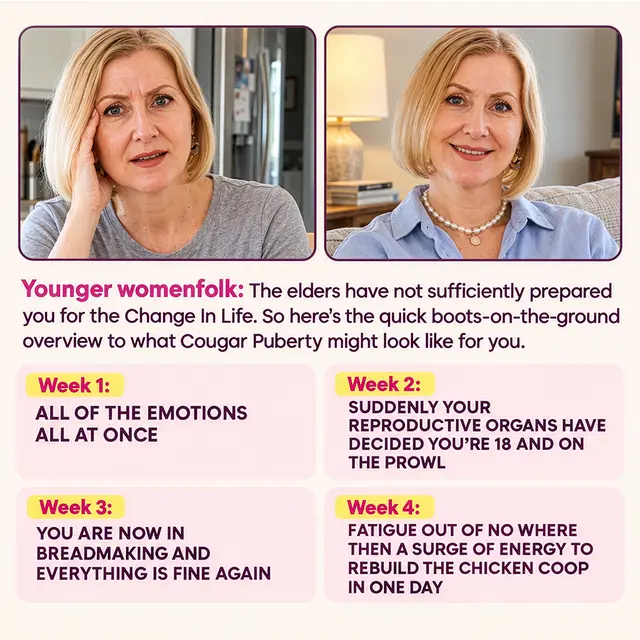 Younger womenfolk: The elders have not sufficiently prepared
you for the Change In Life. So here's the quick boots-on-the-ground
overview to what Cougar Puberty might look like for you.
Week 1:
ALL OF THE EMOTIONS
ALL AT ONCE
Week 2:
SUDDENLY YOUR
REPRODUCTIVE ORGANS HAVE
DECIDED YOU'RE 18 AND ON
THE PROWL
Week 3:
YOU ARE NOW IN
BREADMAKING AND
EVERYTHING IS FINE AGAIN
Week 4:
FATIGUE OUT OF NO WHERE
THEN A SURGE OF ENERGY TO
REBUILD THE CHICKEN COOP
IN ONE DAY